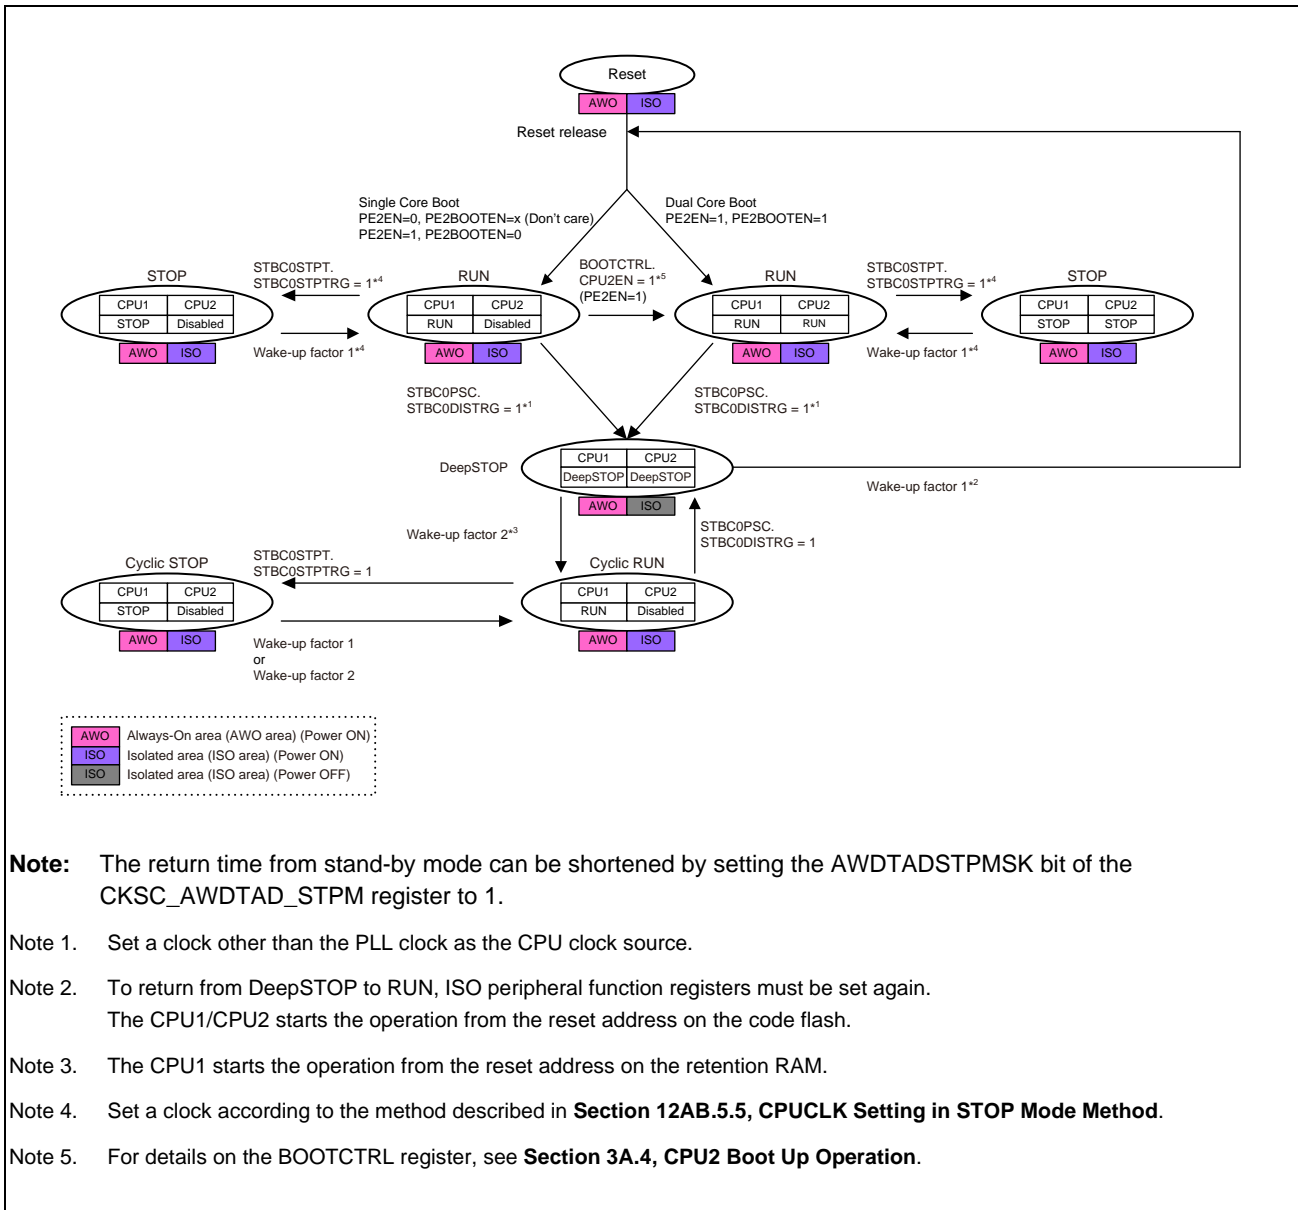 Reset
AWO ISO
Reset release
Single Core Boot
PE2EN=0, PE2BOOTEN=x (Don't care)
PE2EN=1, PE2BOOTEN=0
Dual Core Boot
PE2EN=1, PE2BOOTEN=1
STOP
CPU1 CPU2
STOP Disabled
AWO ISO
STBC0STPT.
STBC0STPTRG = 1*4
Wake-up factor 1*4
RUN
CPU1 CPU2
RUN Disabled
AWO ISO
BOOTCTRL.
CPU2EN = 1*5
(PE2EN=1)
RUN
CPU1 CPU2
RUN RUN
AWO ISO
STBC0STPT.
STBC0STPTRG = 1*4
Wake-up factor 1*4
STOP
CPU1 CPU2
STOP STOP
AWO ISO
STBC0PSC.
STBC0DISTRG = 1*1
STBC0PSC.
STBC0DISTRG = 1*1
DeepSTOP
CPU1 CPU2
DeepSTOP DeepSTOP
AWO ISO
Wake-up factor 1*2
Wake-up factor 2*3
STBC0PSC.
STBC0DISTRG = 1
Cyclic STOP
CPU1 CPU2
STOP Disabled
AWO ISO
STBC0STPT.
STBC0STPTRG = 1
Wake-up factor 1
or
Wake-up factor 2
Cyclic RUN
CPU1 CPU2
RUN Disabled
AWO ISO
AWO Always-On area (AWO area) (Power ON)
ISO Isolated area (ISO area) (Power ON)
ISO Isolated area (ISO area) (Power OFF)
Note: The return time from stand-by mode can be shortened by setting the AWDTADSTPMSK bit of the
CKSC_AWDTAD_STPM register to 1.
Note 1. Set a clock other than the PLL clock as the CPU clock source.
Note 2. To return from DeepSTOP to RUN, ISO peripheral function registers must be set again.
The CPU1/CPU2 starts the operation from the reset address on the code flash.
Note 3. The CPU1 starts the operation from the reset address on the retention RAM.
Note 4. Set a clock according to the method described in Section 12AB.5.5, CPUCLK Setting in STOP Mode Method.
Note 5. For details on the BOOTCTRL register, see Section 3A.4, CPU2 Boot Up Operation.